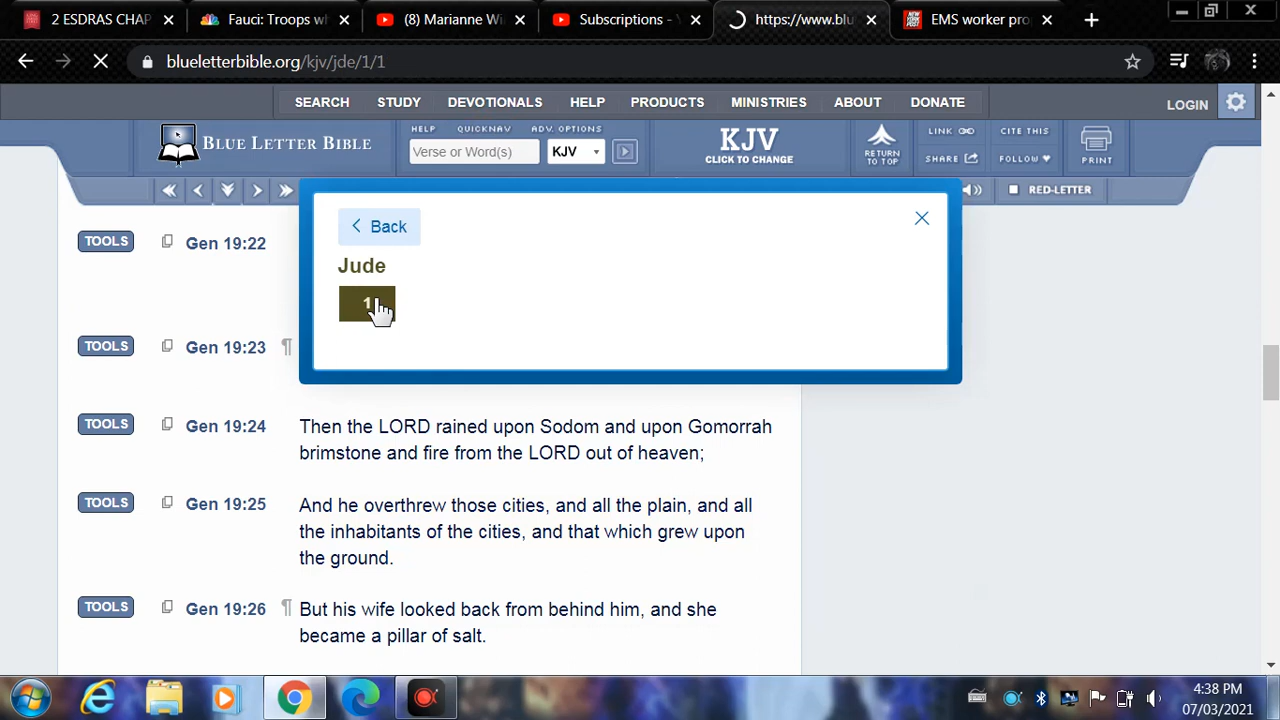 2 ESDRAS CHAP
Fauci: Troops w
(8) Marianne Wi
Subscriptions -
https://www.blu
NEW YORK POST
EMS worker pro
blueletterbible.org/kjv/jde/1/1
SEARCH STUDY DEVOTIONALS HELP PRODUCTS MINISTRIES ABOUT DONATE
LOGIN
BLUE LETTER BIBLE
HELP QUICKNAV ADV. OPTIONS
Verse or Word(s) KJV
KJV
CLICK TO CHANGE
RETURN TO TOP
LINK CITE THIS
SHARE FOLLOW
PRINT
RED-LETTER
Back
Jude
1
TOOLS Gen 19:22
TOOLS Gen 19:23 ¶
TOOLS Gen 19:24 Then the LORD rained upon Sodom and upon Gomorrah
brimstone and fire from the LORD out of heaven;
TOOLS Gen 19:25 And he overthrew those cities, and all the plain, and all
the inhabitants of the cities, and that which grew upon
the ground.
TOOLS Gen 19:26 ¶ But his wife looked back from behind him, and she
became a pillar of salt.
4:38 PM
07/03/2021